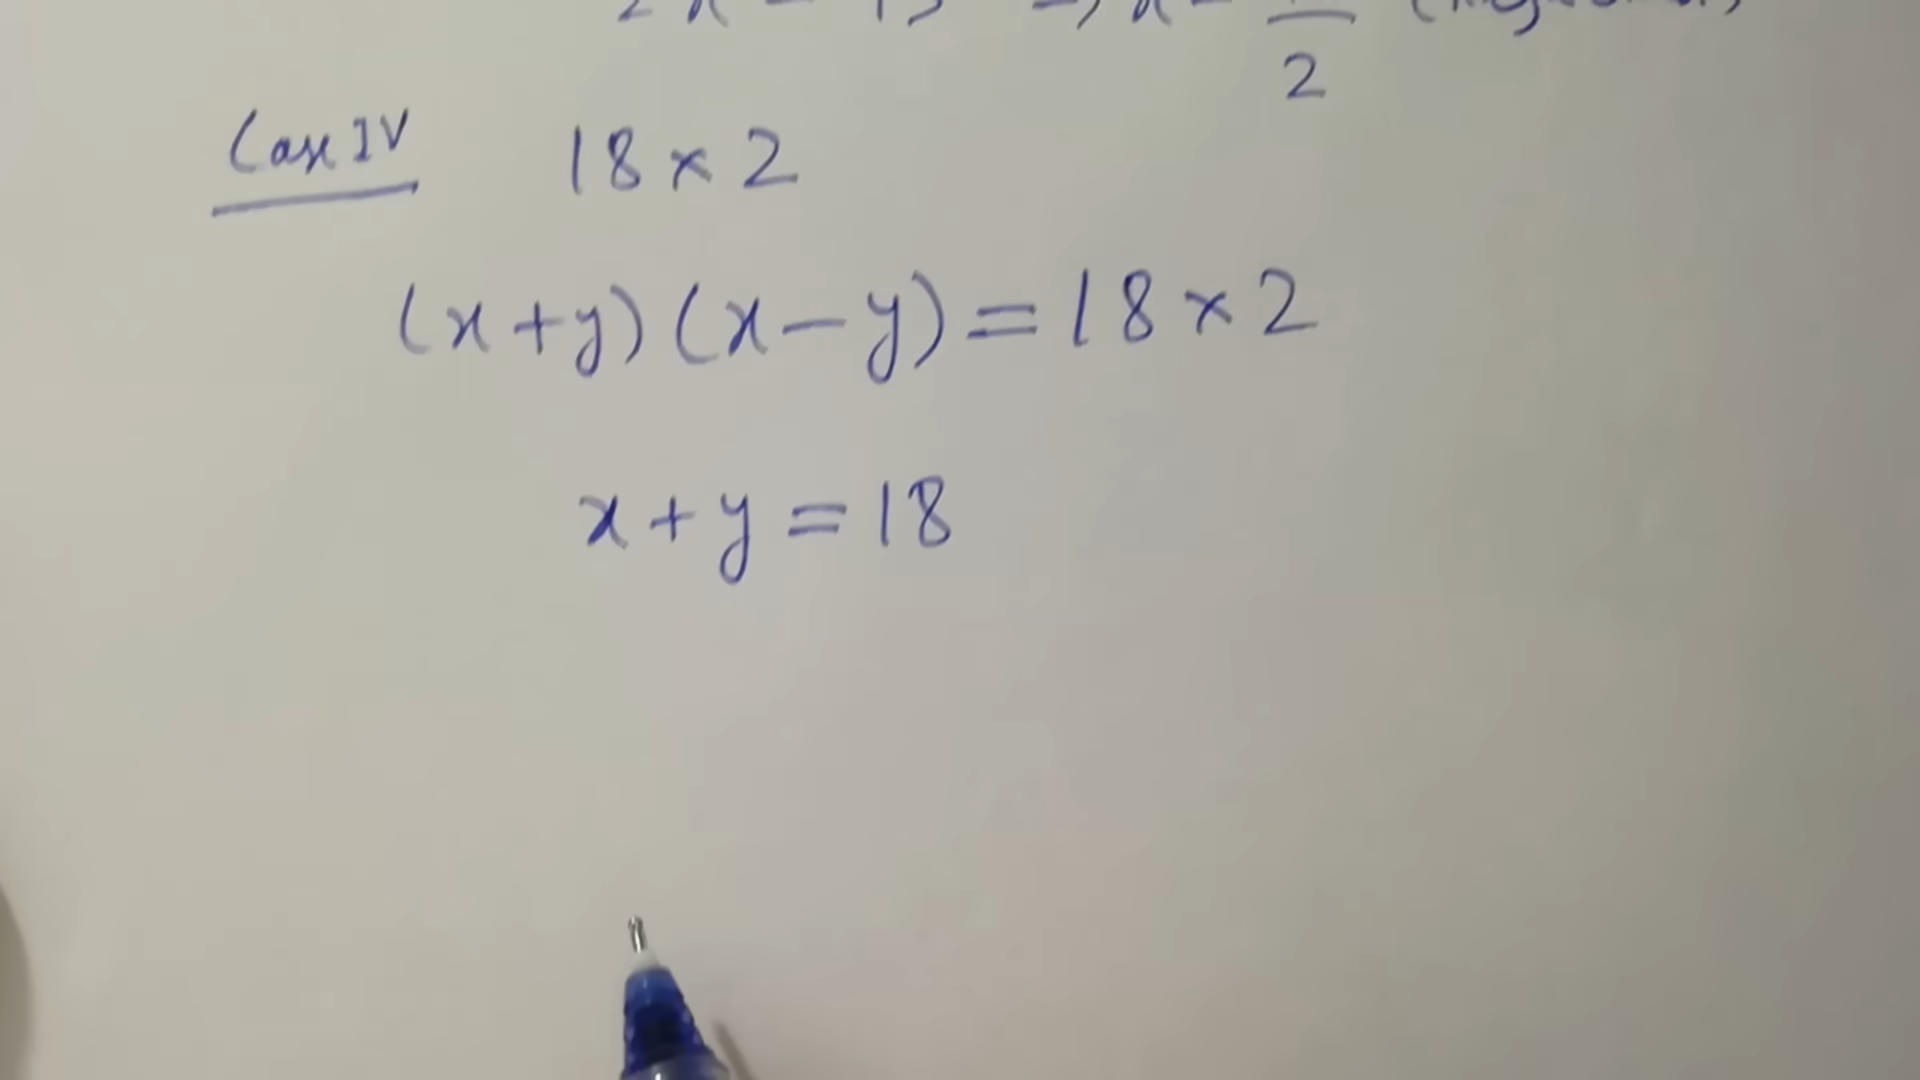 2
Case IV 18 × 2
(x + y) (x − y) = 18 × 2
x + y = 18